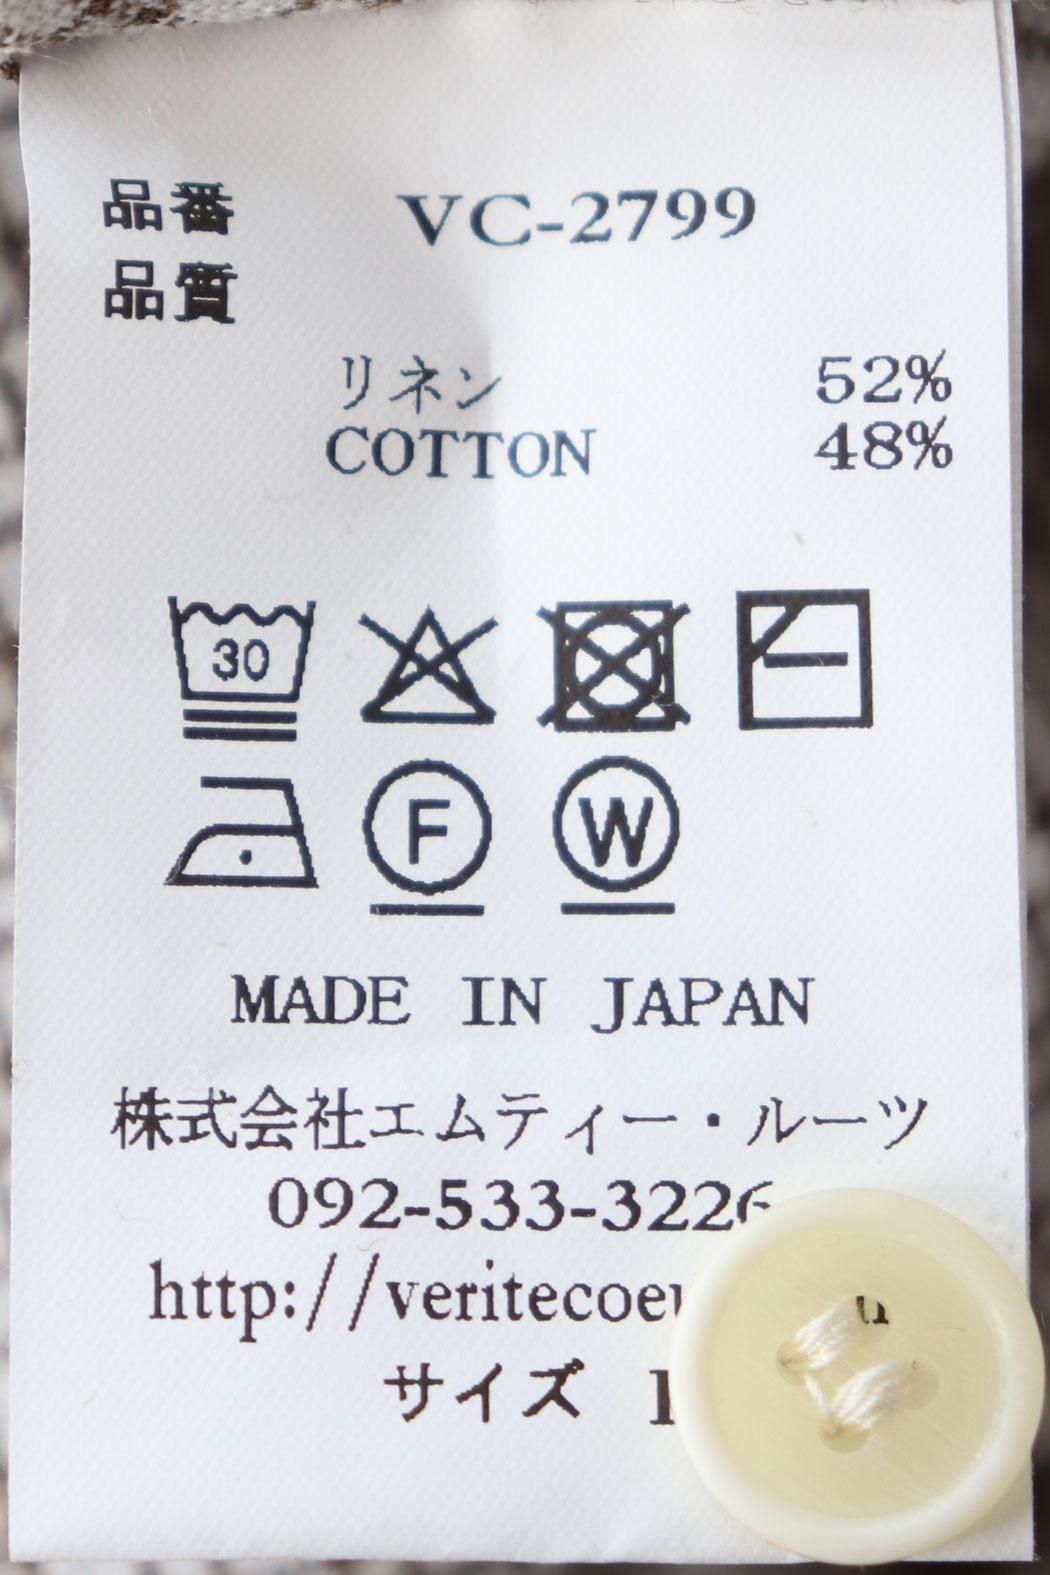 品番 VC-2799
品質
リネン 52%
COTTON 48%
30
F W
MADE IN JAPAN
株式会社エムティー・ルーツ
092-533-3226
http://veritecoeu
サイズ